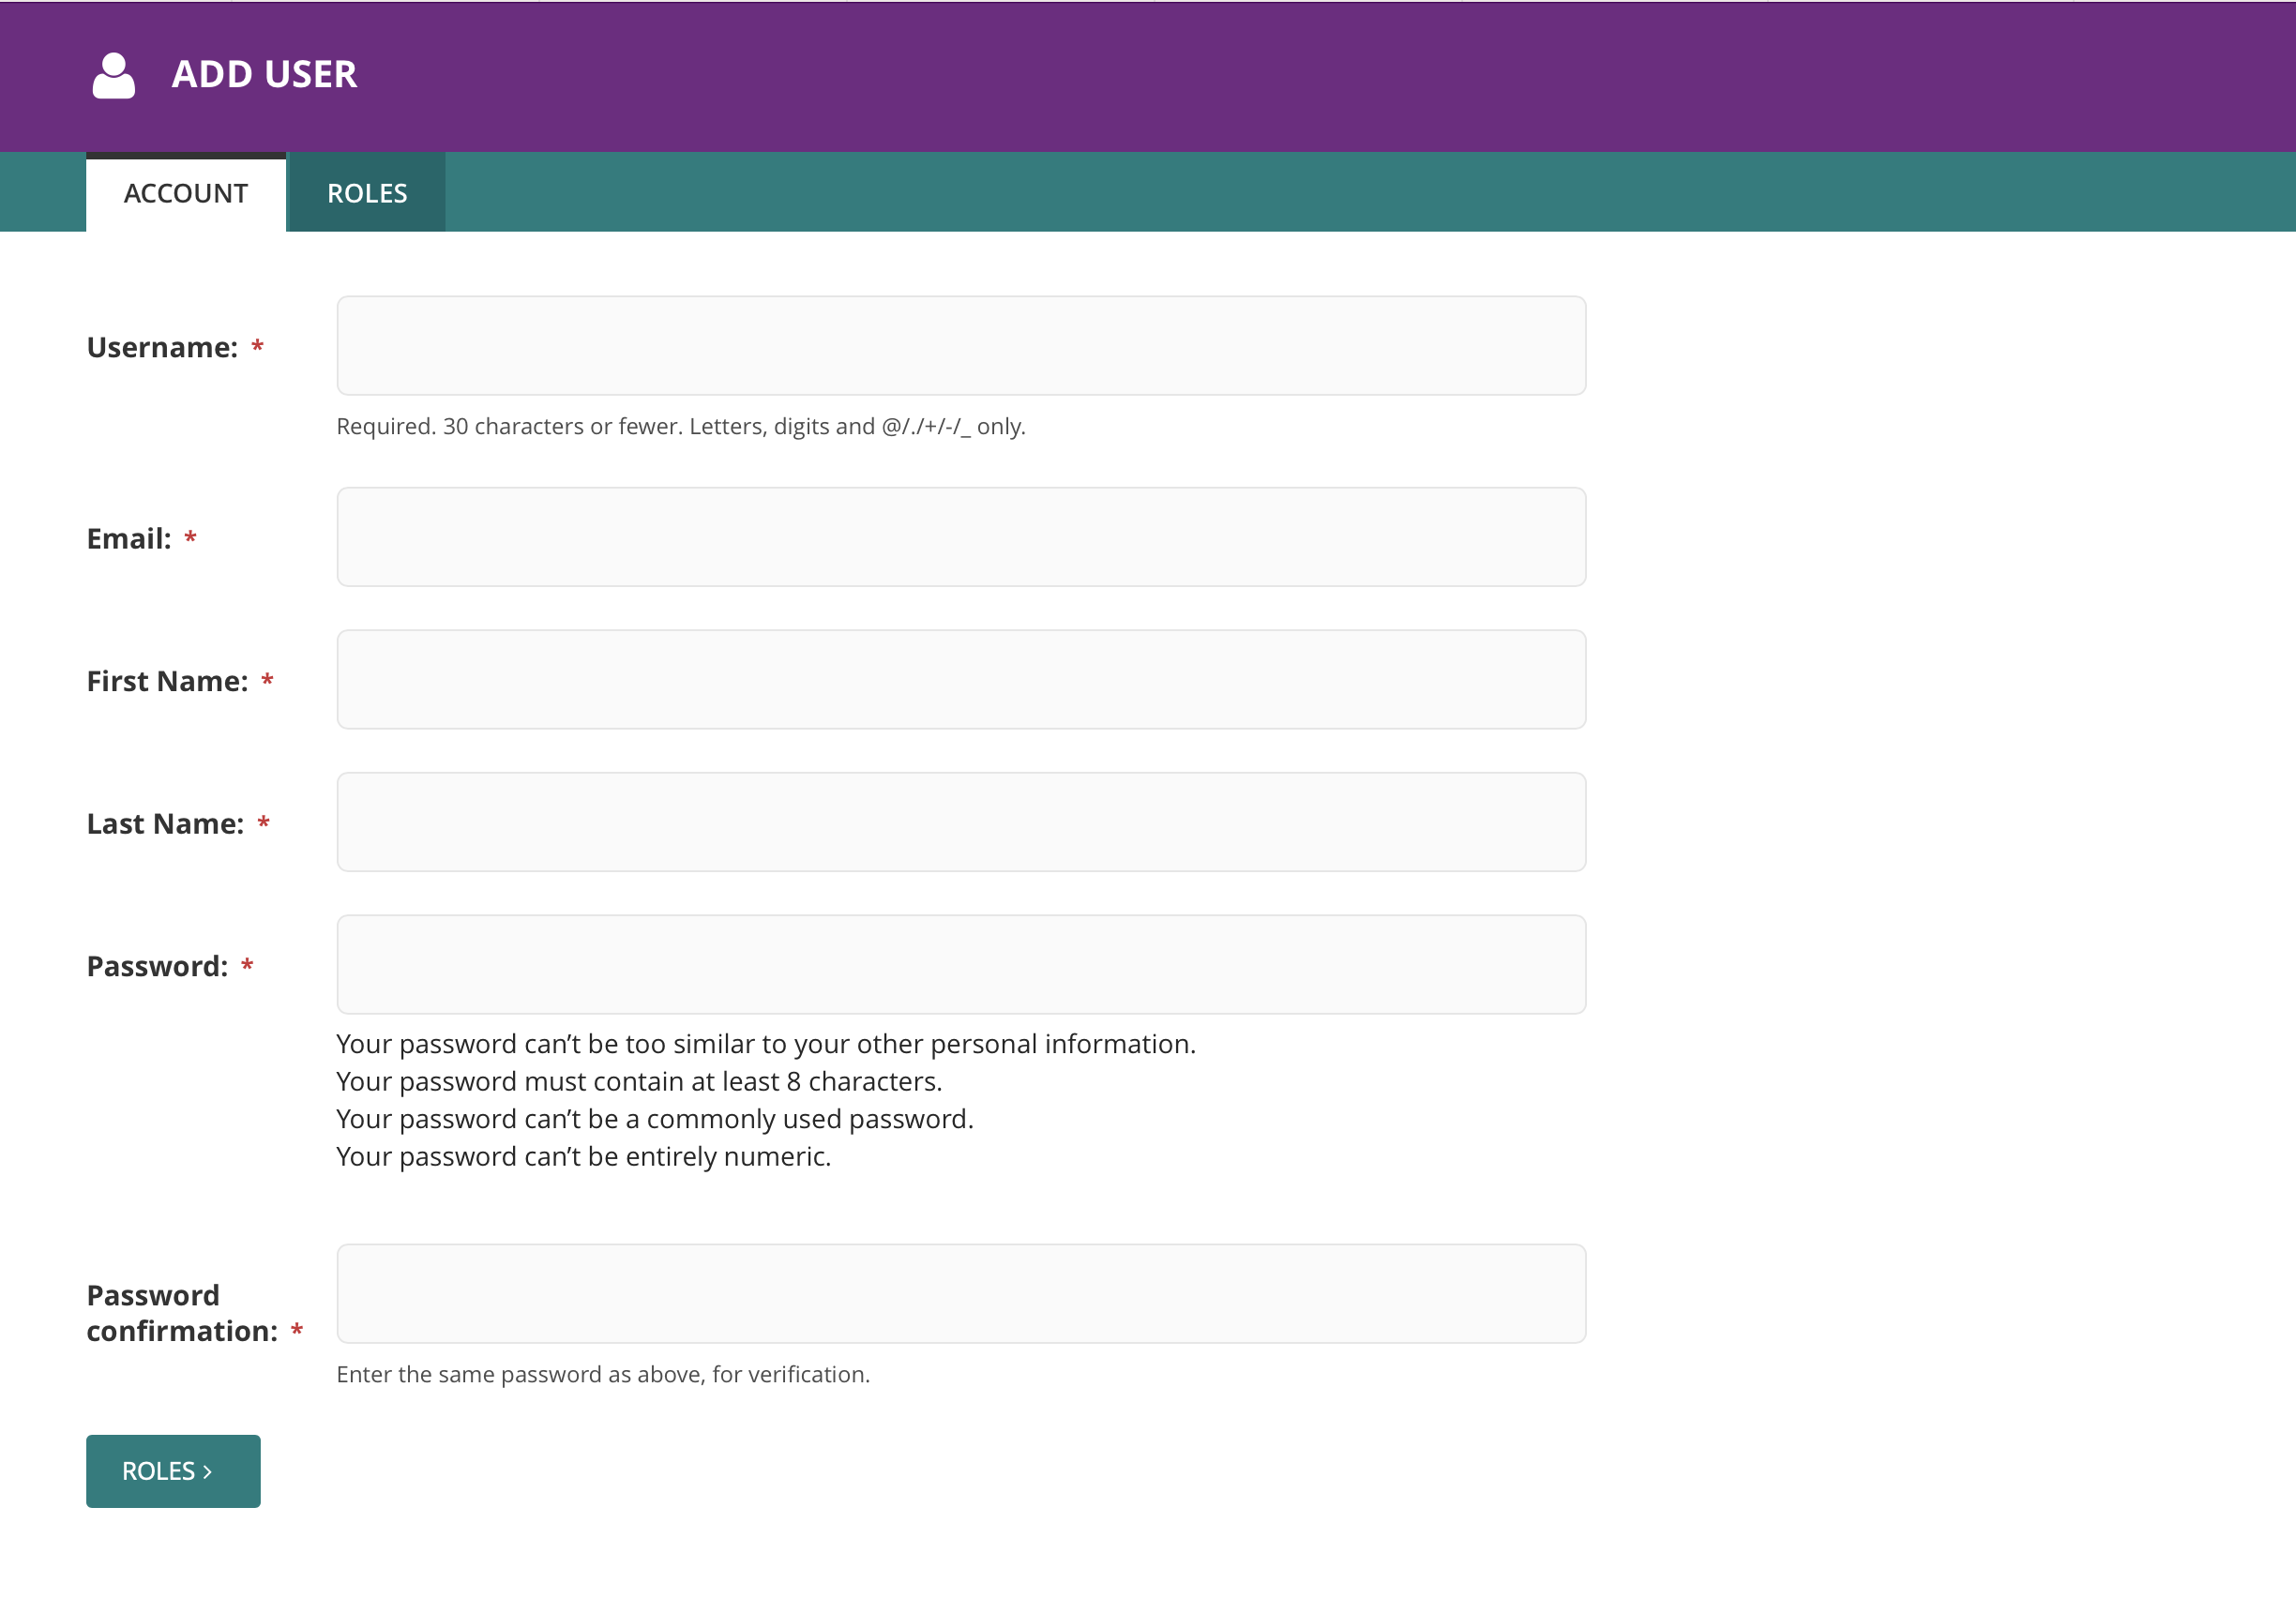 ADD USER
ACCOUNT
ROLES
Username: *
Required. 30 characters or fewer. Letters, digits and @/./+/-/_ only.
Email: *
First Name: *
Last Name: *
Password: *
Your password can’t be too similar to your other personal information.
Your password must contain at least 8 characters.
Your password can’t be a commonly used password.
Your password can’t be entirely numeric.
Password
confirmation: *
Enter the same password as above, for verification.
ROLES >